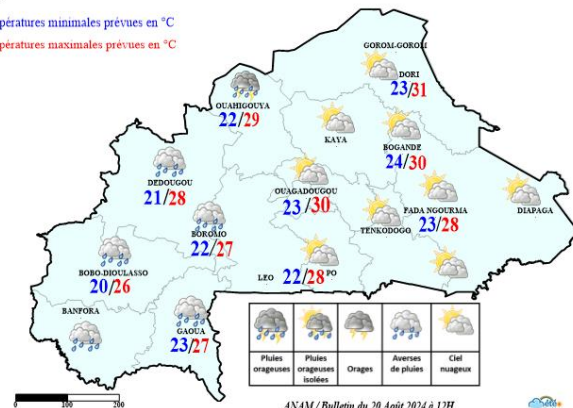 pératures minimales prévues en °C
pératures maximales prévues en °C
GOROM-GOROM
DORI
23/31
OUAHIGOUYA
22/29
KAYA
BOGANDE
24/30
DEDOUGOU
21/28
OUAGADOUGOU
23/30
FADA NGOURMA
23/28
DIAPAGA
TENKODOGO
BOROMO
22/27
BOBO-DIOULASSO
20/26
LEO
22/28
PO
BANFORA
GAOUA
23/27
Pluies orageuses
Pluies orageuses isolées
Orages
Averses de pluies
Ciel nuageux
0 100 200
ANAM / Bulletin du 20 Août 2024 à 12H